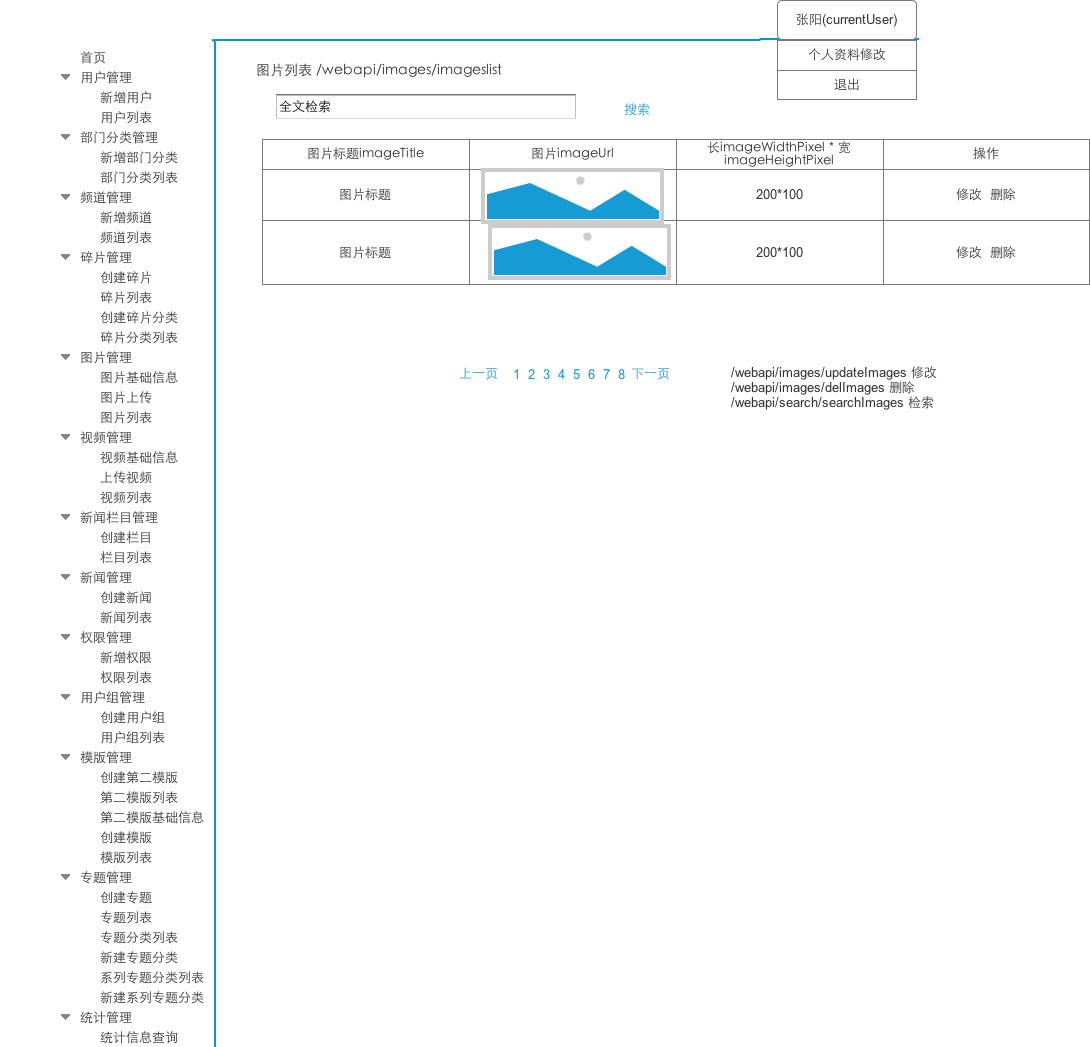 张阳(currentUser)
个人资料修改
退出
首页
用户管理
新增用户
用户列表
部门分类管理
新增部门分类
部门分类列表
频道管理
新增频道
频道列表
碎片管理
创建碎片
碎片列表
创建碎片分类
碎片分类列表
图片管理
图片基础信息
图片上传
图片列表
视频管理
视频基础信息
上传视频
视频列表
新闻栏目管理
创建栏目
栏目列表
新闻管理
创建新闻
新闻列表
权限管理
新增权限
权限列表
用户组管理
创建用户组
用户组列表
模版管理
创建第二模版
第二模版列表
第二模版基础信息
创建模版
模版列表
专题管理
创建专题
专题列表
专题分类列表
新建专题分类
系列专题分类列表
新建系列专题分类
统计管理
统计信息查询
图片列表 /webapi/images/imageslist
全文检索 搜索
图片标题imageTitle 图片imageUrl 长imageWidthPixel * 宽 操作
imageHeightPixel
图片标题 200*100 修改 删除
图片标题 200*100 修改 删除
上一页 1 2 3 4 5 6 7 8 下一页
/webapi/images/updateImages 修改
/webapi/images/delImages 删除
/webapi/search/searchImages 检索